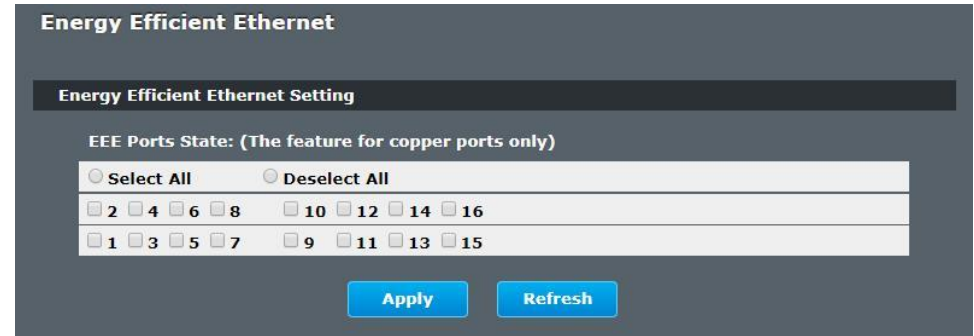 Energy Efficient Ethernet
Energy Efficient Ethernet Setting
EEE Ports State: (The feature for copper ports only)
Select All Deselect All
2 4 6 8 10 12 14 16
1 3 5 7 9 11 13 15
Apply Refresh